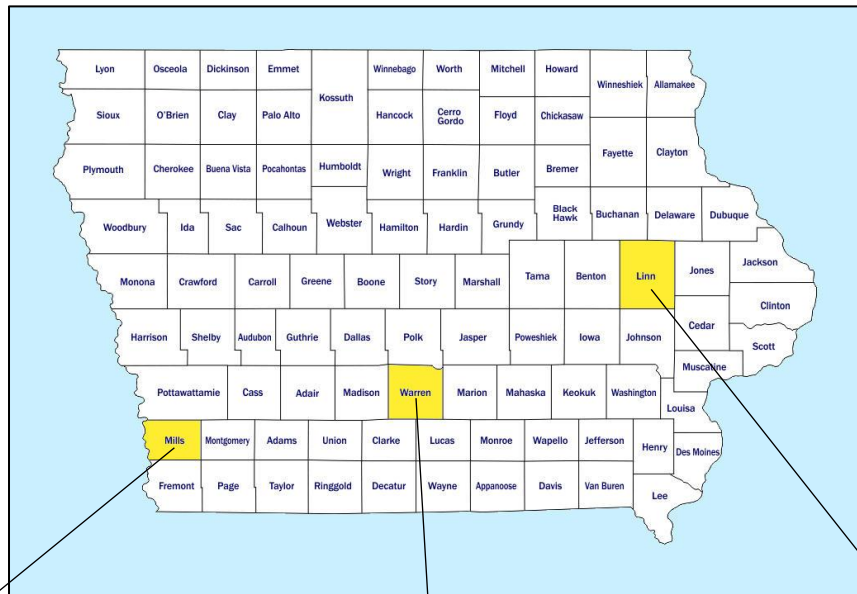 Lyon
Osceola
Dickinson
Emmet
Kossuth
Winnebago
Worth
Mitchell
Howard
Winneshiek
Allamakee
Sioux
O'Brien
Clay
Palo Alto
Hancock
Cerro
Gordo
Floyd
Chickasaw
Fayette
Clayton
Plymouth
Cherokee
Buena Vista
Pocahontas
Humboldt
Wright
Franklin
Butler
Bremer
Woodbury
Ida
Sac
Calhoun
Webster
Hamilton
Hardin
Grundy
Black
Hawk
Buchanan
Delaware
Dubuque
Monona
Crawford
Carroll
Greene
Boone
Story
Marshall
Tama
Benton
Linn
Jones
Jackson
Clinton
Harrison
Shelby
Audubon
Guthrie
Dallas
Polk
Jasper
Poweshiek
Iowa
Johnson
Cedar
Scott
Muscatine
Pottawattamie
Cass
Adair
Madison
Warren
Marion
Mahaska
Keokuk
Washington
Louisa
Mills
Montgomery
Adams
Union
Clarke
Lucas
Monroe
Wapello
Jefferson
Henry
Des Moines
Fremont
Page
Taylor
Ringgold
Decatur
Wayne
Appanoose
Davis
Van Buren
Lee